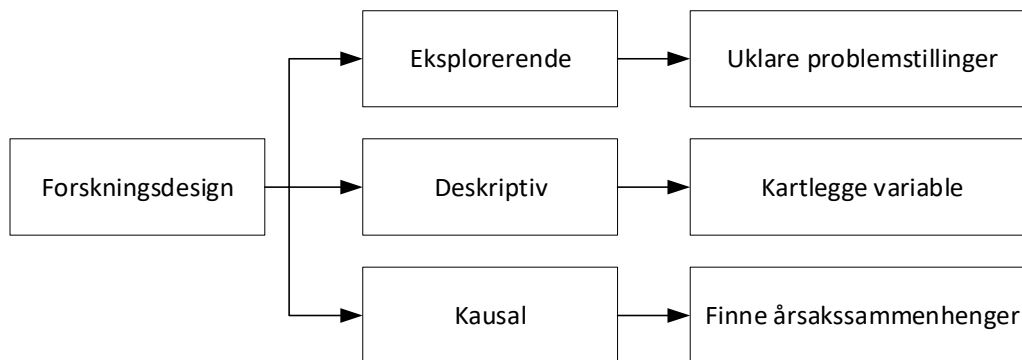 Eksplorerende
Uklare problemstillinger
Forskningsdesign
Deskriptiv
Kartlegge variable
Kausal
Finne årsakssammenhenger